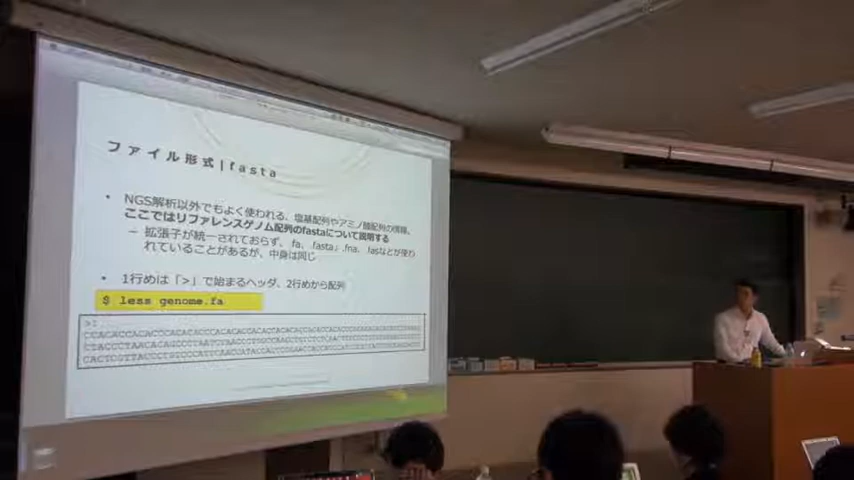 ファイル形式|fasta
• NGS解析以外でもよく使われる、塩基配列やアミノ酸配列の情報。
ここではリファレンスゲノム配列のfastaについて説明する
– 拡張子が統一されておらず、.fa、.fasta」.fna、.fasなどが使わ
れていることがあるが、中身は同じ
• 1行めは「>」で始まるヘッダ、2行めから配列
$ less genome.fa